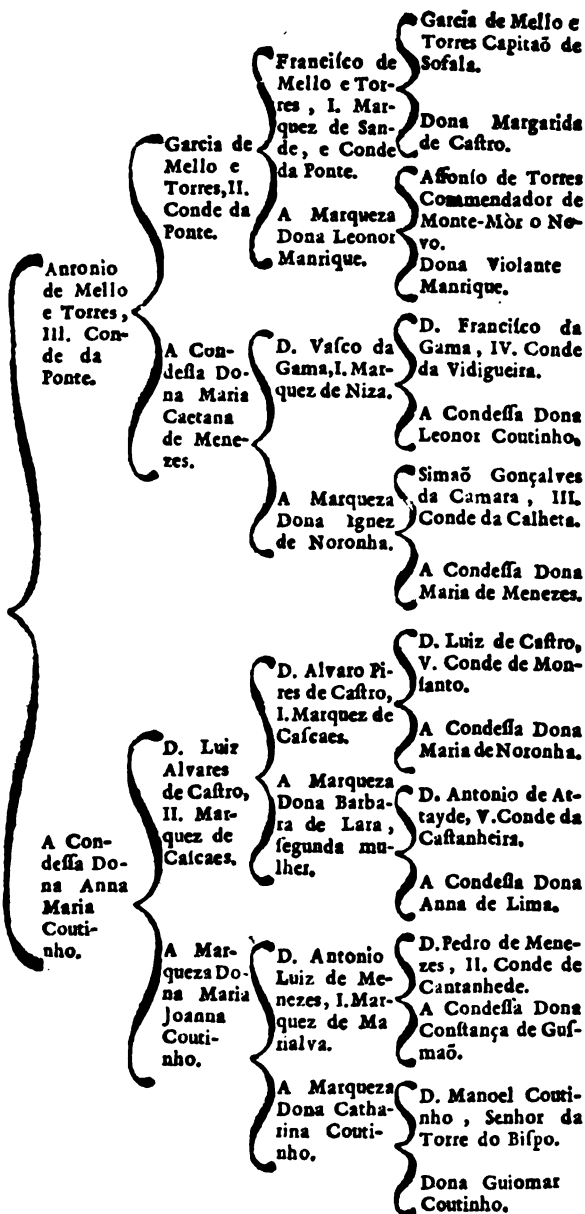 Antonio
de Mello
e Torres,
III. Con-
de da
Ponte.
A Con-
deſſa Do-
na Anna
Maria
Couti-
nho.
Garcia de
Mello e
Torres, II.
Conde da
Ponte.
A Con-
deſſa Do-
na Maria
Caetana
de Mene-
zes.
D. Luiz
Alvares
de Caſtro,
II. Mar-
quez de
Caſcaes.
A Mar-
queza Do-
na Maria
Joanna
Couti-
nho.
Franciſco de
Mello e Tor-
res, I. Mar-
quez de San-
de, e Conde
da Ponte.
A Marqueza
Dona Leonor
Manrique.
D. Vaſco da
Gama, I. Mar-
quez de Niza.
A Marqueza
Dona Ignez
de Noronha.
D. Alvaro Pi-
res de Caſtro,
I. Marquez de
Caſcaes.
A Marqueza
Dona Barba-
ra de Lara,
ſegunda mu-
lher.
D. Antonio
Luiz de Me-
nezes, I. Mar-
quez de Ma
rialva.
A Marqueza
Dona Catha-
rina Couti-
nho.
Garcia de Mello e
Torres Capitaõ de
Sofala.
Dona Margarida
de Caſtro.
Affonſo de Torres
Commendador de
Monte-Mòr o No-
vo.
Dona Violante
Manrique.
D. Franciſco da
Gama, IV. Conde
da Vidigueira.
A Condeſſa Dona
Leonor Coutinho.
Simaõ Gonçalves
da Camara, III.
Conde da Calheta.
A Condeſſa Dona
Maria de Menezes.
D. Luiz de Caſtro,
V. Conde de Mon-
ſanto.
A Condeſſa Dona
Maria de Noronha.
D. Antonio de At-
tayde, V. Conde da
Caſtanheira.
A Condeſſa Dona
Anna de Lima.
D. Pedro de Mene-
zes, II. Conde de
Cantanhede.
A Condeſſa Dona
Conſtança de Guſ-
maõ.
D. Manoel Couti-
nho, Senhor da
Torre do Biſpo.
Dona Guiomar
Coutinho.